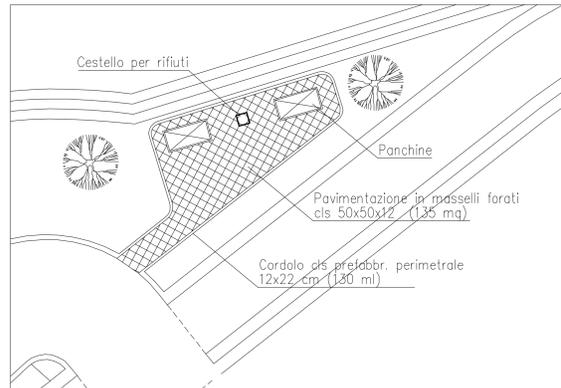 Cestello per rifiuti
Panchine
Pavimentazione in masselli forati
cls 50x50x12 (135 mq)
Cordolo cls prefabbr. perimetrale
12x22 cm (130 ml)